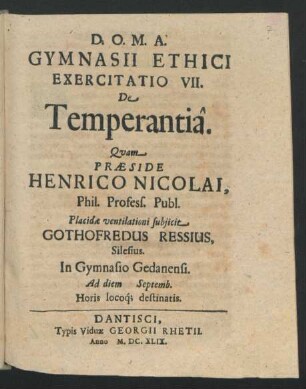 D. O. M. A.
GYMNASII ETHICI
EXERCITATIO VII.
De
Temperantiâ.
Qvam
PRÆSIDE
HENRICO NICOLAI,
Phil. Profess. Publ.
Placidæ ventilationi subjicit
GOTHOFREDUS RESSIUS,
Silesius.
In Gymnasio Gedanensi.
Ad diem Septemb.
Horis locoq; destinatis.
DANTISCI,
Typis Viduæ GEORGII RHETII.
Anno M. DC. XLIX.